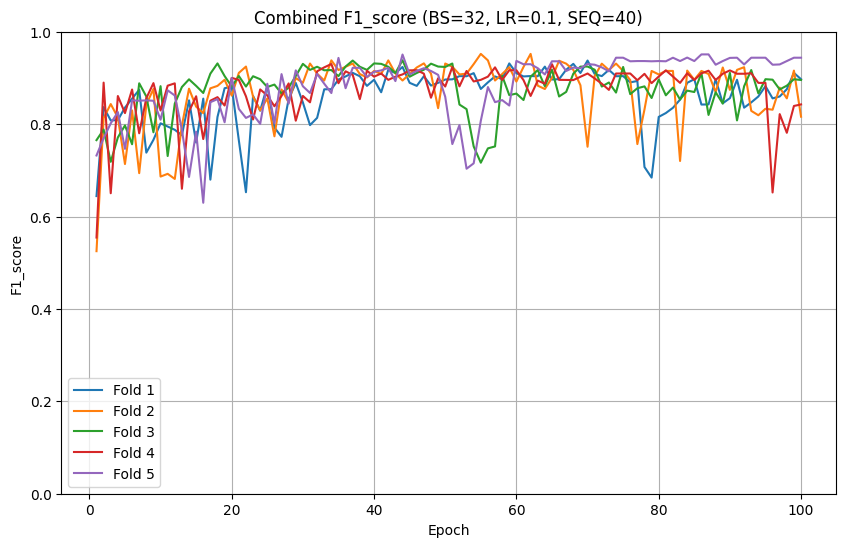 Combined F1_score (BS=32, LR=0.1, SEQ=40)
F1_score
1.0
0.8
0.6
0.4
0.2
0.0
Fold 1
Fold 2
Fold 3
Fold 4
Fold 5
0 20 40 60 80 100
Epoch